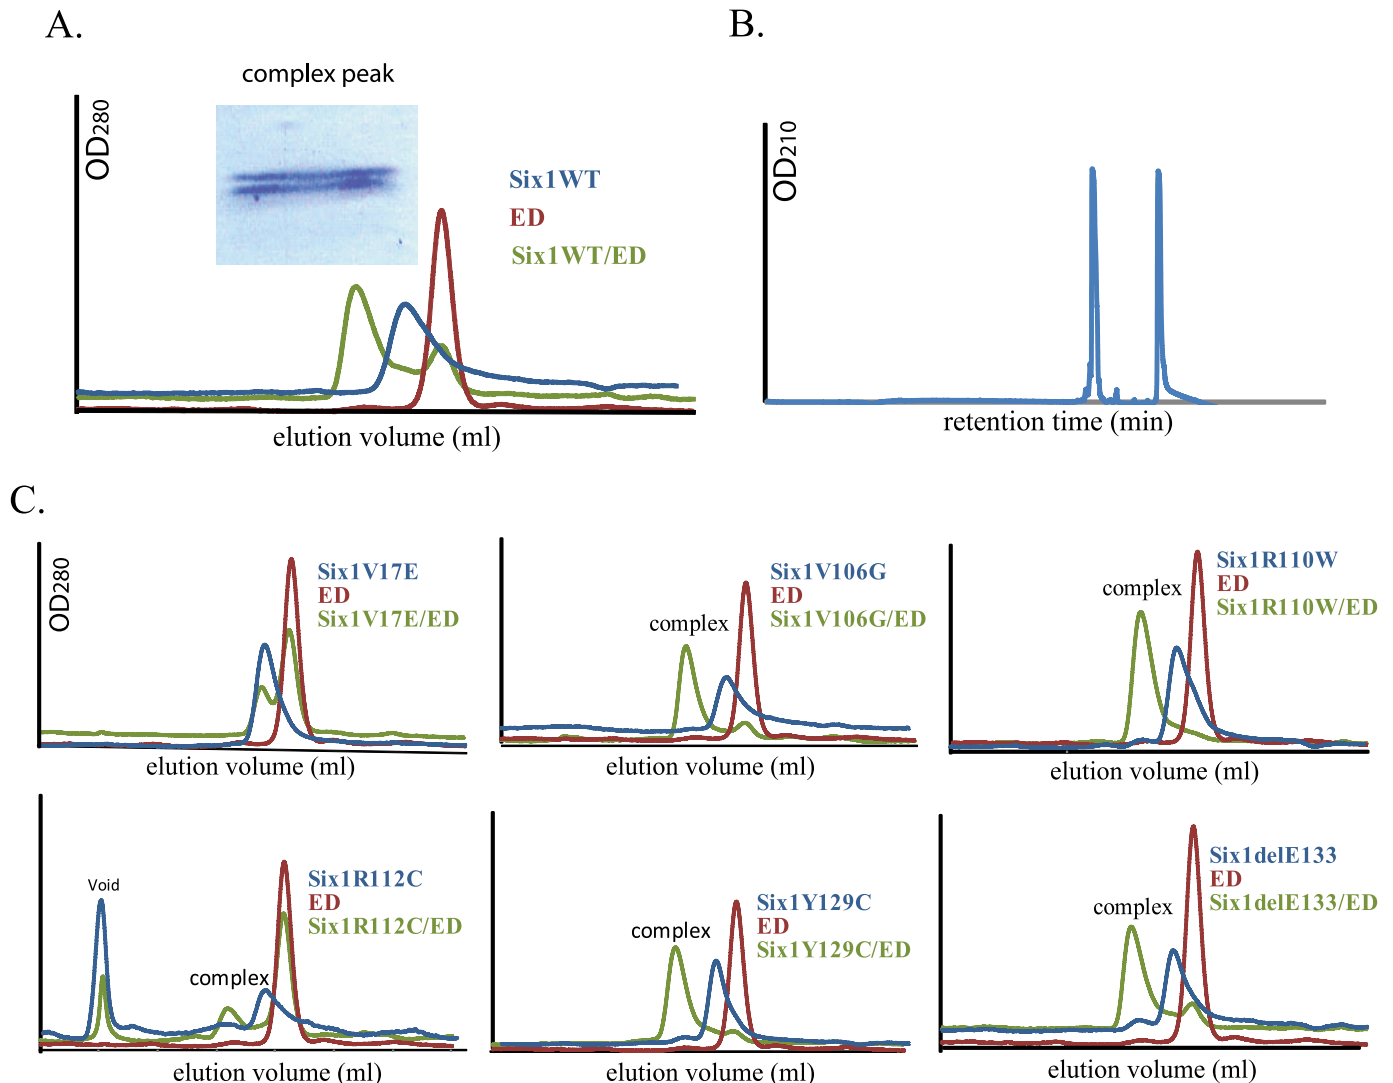 A.
complex peak
OD280
Six1WT
ED
Six1WT/ED
elution volume (ml)
B.
OD210
retention time (min)
C.
OD280
Six1V17E
ED
Six1V17E/ED
elution volume (ml)
complex
Six1V106G
ED
Six1V106G/ED
elution volume (ml)
complex
Six1R110W
ED
Six1R110W/ED
elution volume (ml)
Void
complex
Six1R112C
ED
Six1R112C/ED
elution volume (ml)
complex
Six1Y129C
ED
Six1Y129C/ED
elution volume (ml)
complex
Six1delE133
ED
Six1delE133/ED
elution volume (ml)